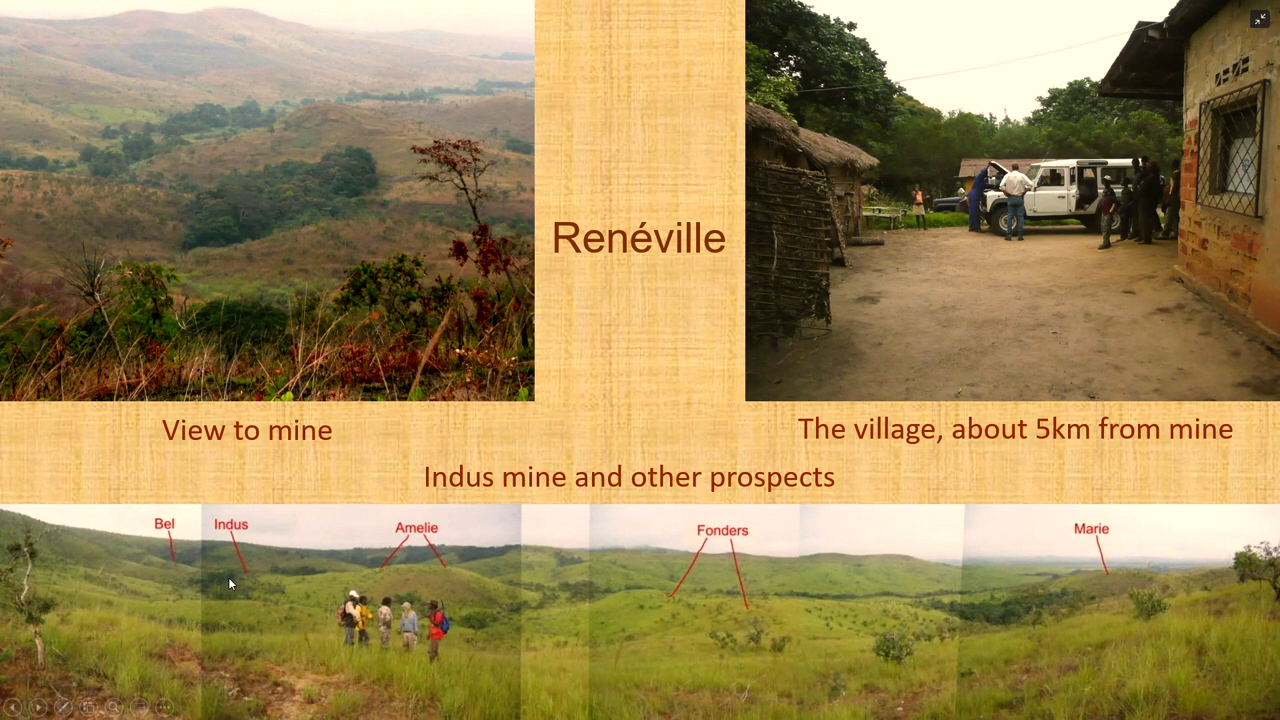 Renéville
View to mine
The village, about 5km from mine
Indus mine and other prospects
Bel
Indus
Amelie
Fonders
Marie